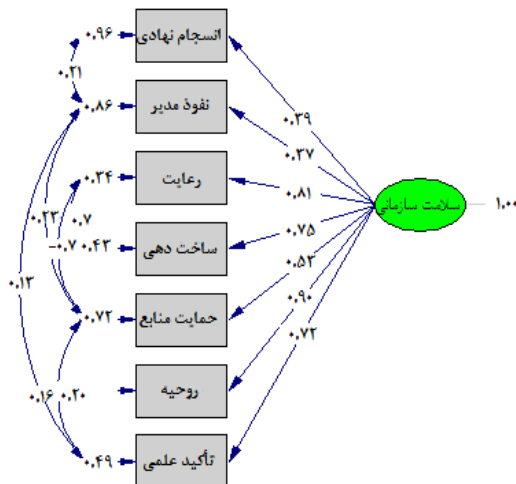 ۰.۹۶
انسجام نهادی
۰.۲۱
۰.۸۶
نفوذ مدیر
۰.۳۹
۰.۳۷
۰.۳۴
رعایت
۰.۸۱
سلامت سازمانی
۱.۰۰
۰.۷
۰.۲۳
-۰.۷
۰.۴۳
ساخت دهی
۰.۷۵
۰.۵۲
۰.۱۳
۰.۷۲
حمایت منابع
۰.۹۰
۰.۷۲
روحیه
۰.۱۶
۰.۲۰
۰.۴۹
تأکید علمی